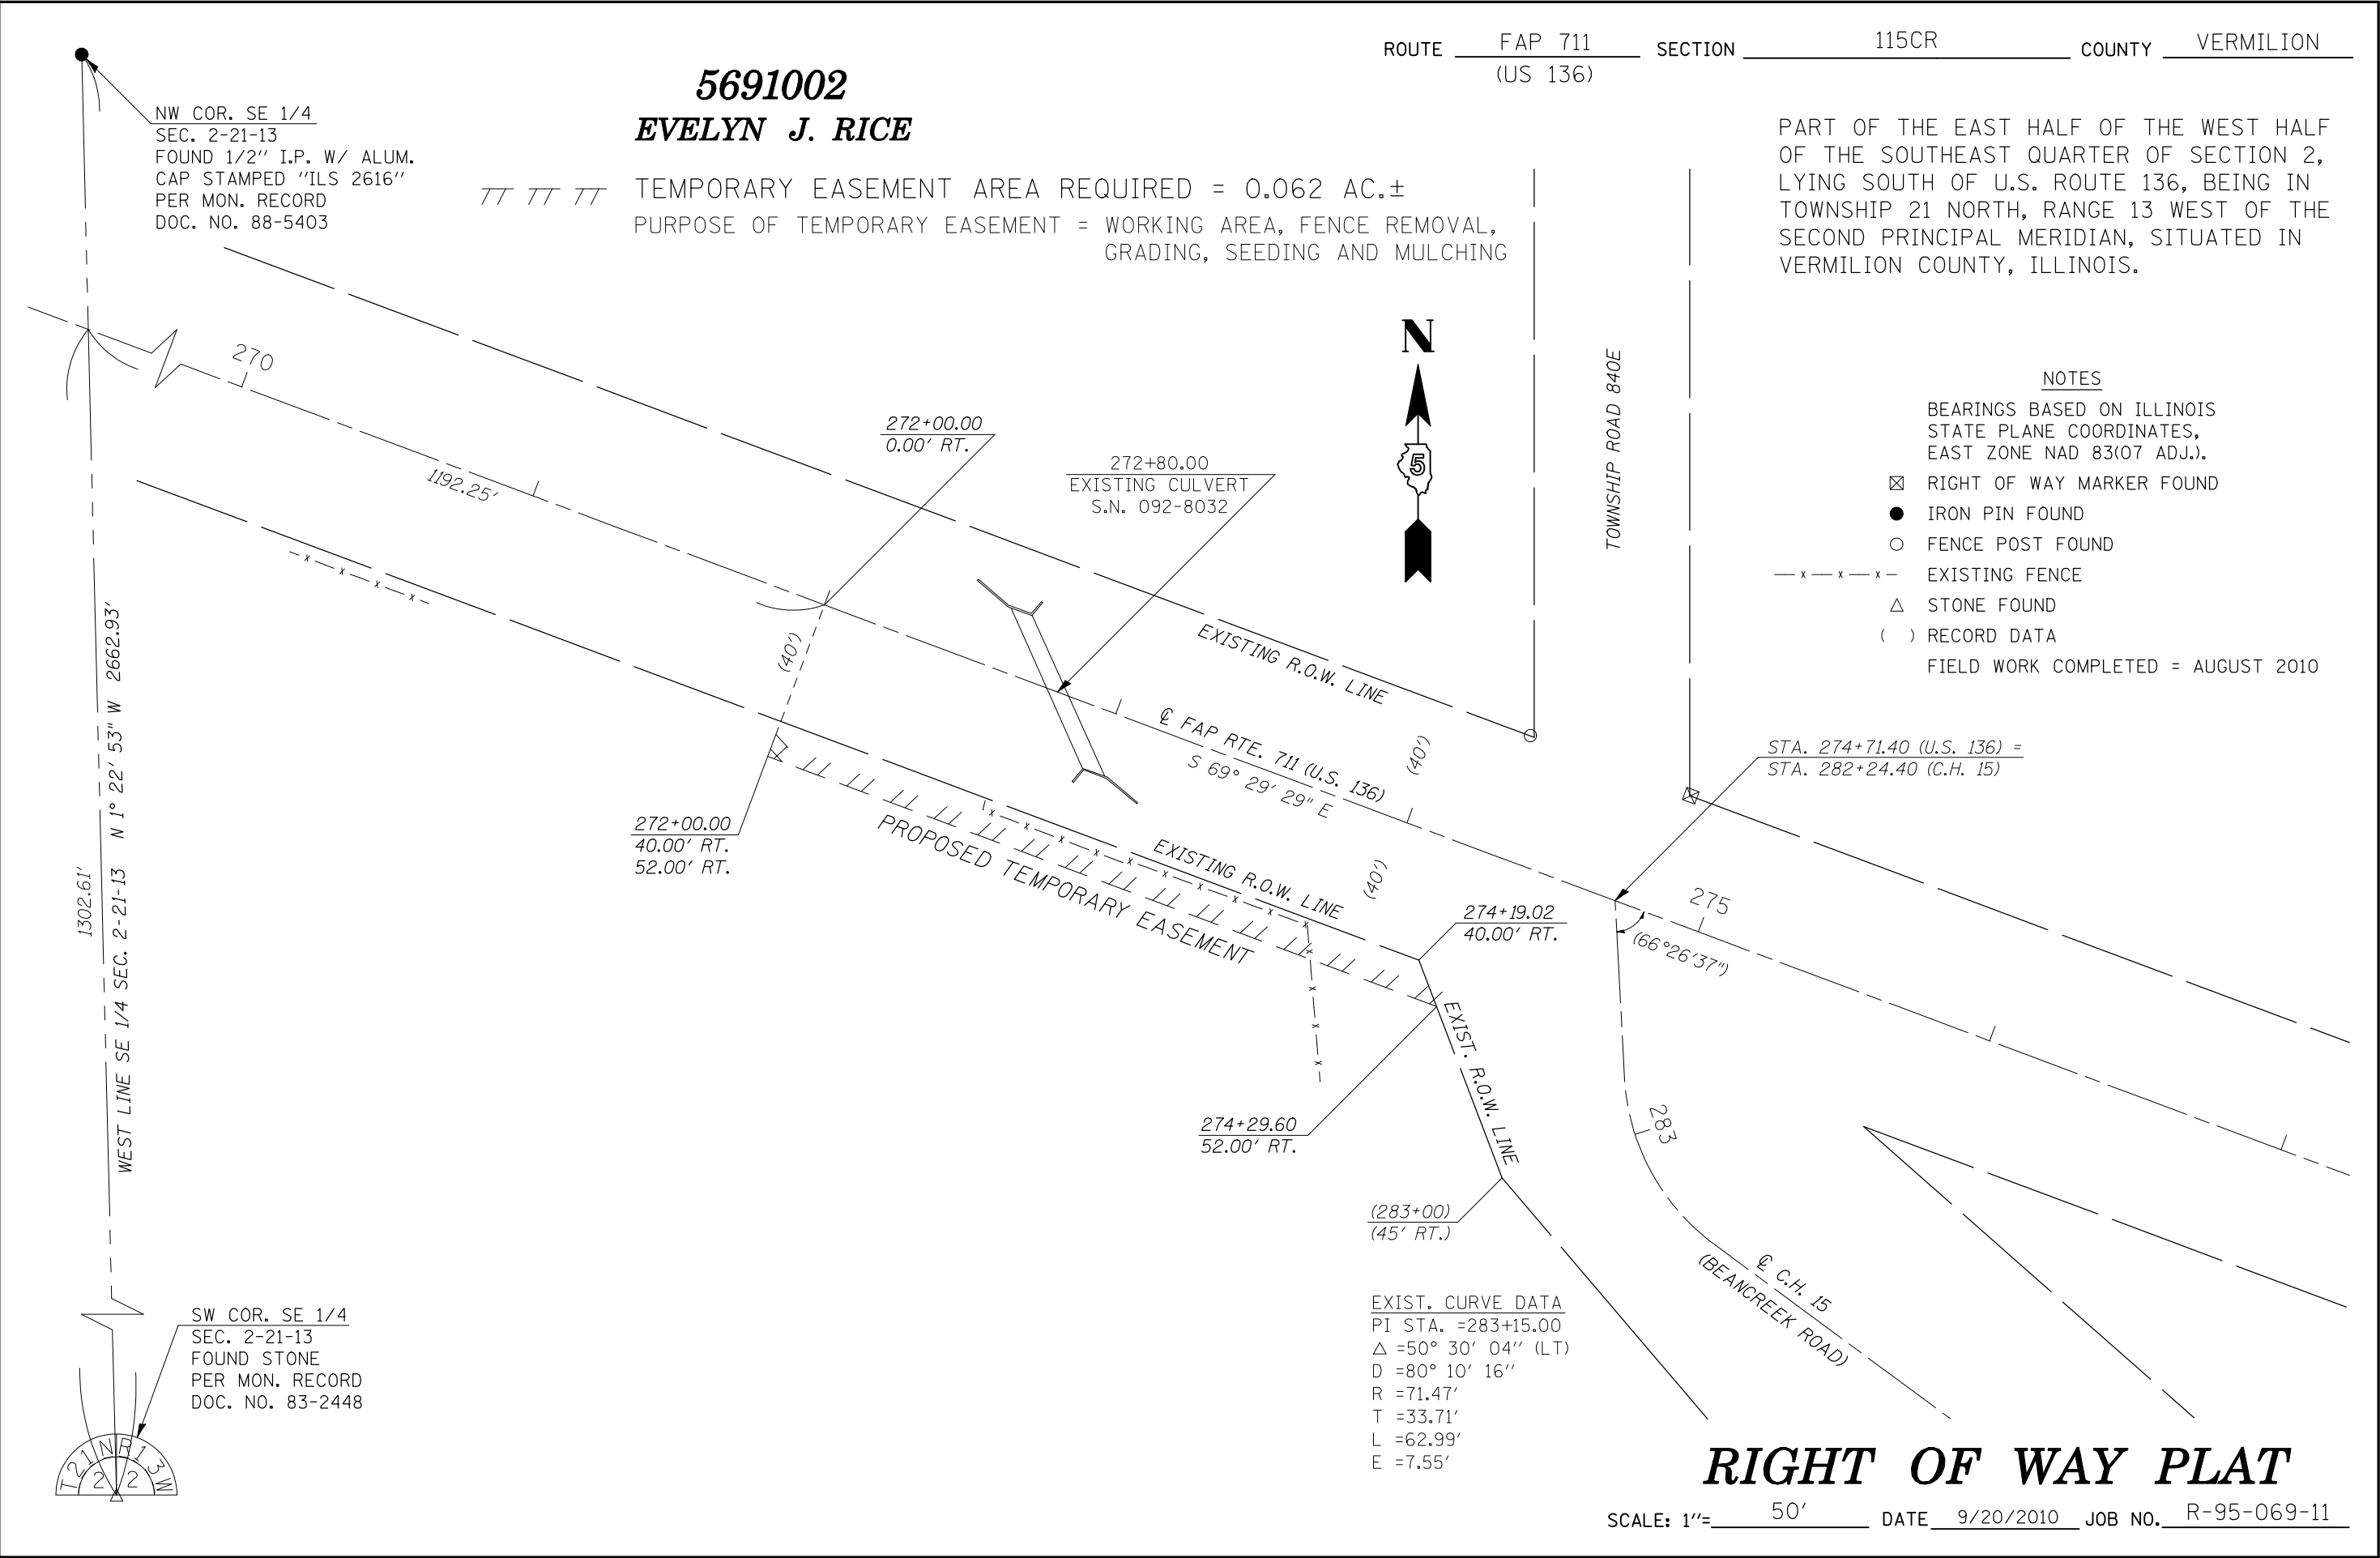 ROUTE FAP 711 SECTION 115CR COUNTY VERMILION
(US 136)
5691002
EVELYN J. RICE
NW COR. SE 1/4
SEC. 2-21-13
FOUND 1/2" I.P. W/ ALUM.
CAP STAMPED "ILS 2616"
PER MON. RECORD
DOC. NO. 88-5403
TEMPORARY EASEMENT AREA REQUIRED = 0.062 AC.±
PURPOSE OF TEMPORARY EASEMENT = WORKING AREA, FENCE REMOVAL,
GRADING, SEEDING AND MULCHING
PART OF THE EAST HALF OF THE WEST HALF
OF THE SOUTHEAST QUARTER OF SECTION 2,
LYING SOUTH OF U.S. ROUTE 136, BEING IN
TOWNSHIP 21 NORTH, RANGE 13 WEST OF THE
SECOND PRINCIPAL MERIDIAN, SITUATED IN
VERMILION COUNTY, ILLINOIS.
N
5
TOWNSHIP ROAD 840E
NOTES
BEARINGS BASED ON ILLINOIS
STATE PLANE COORDINATES,
EAST ZONE NAD 83(07 ADJ.).
RIGHT OF WAY MARKER FOUND
IRON PIN FOUND
FENCE POST FOUND
x x x EXISTING FENCE
STONE FOUND
( ) RECORD DATA
FIELD WORK COMPLETED = AUGUST 2010
270
1192.25'
272+00.00
0.00' RT.
272+80.00
EXISTING CULVERT
S.N. 092-8032
(40')
EXISTING R.O.W. LINE
℄ FAP RTE. 711 (U.S. 136)
S 69° 29' 29" E
(40')
(40')
STA. 274+71.40 (U.S. 136) =
STA. 282+24.40 (C.H. 15)
272+00.00
40.00' RT.
52.00' RT.
PROPOSED TEMPORARY EASEMENT
EXISTING R.O.W. LINE
274+19.02
40.00' RT.
275
(66°26'37")
1302.61'
WEST LINE SE 1/4 SEC. 2-21-13 N 1° 22' 53" W 2662.93'
EXIST. R.O.W. LINE
274+29.60
52.00' RT.
283
(283+00)
(45' RT.)
℄ C.H. 15
(BEANCREEK ROAD)
SW COR. SE 1/4
SEC. 2-21-13
FOUND STONE
PER MON. RECORD
DOC. NO. 83-2448
T21N R13W
2 2
EXIST. CURVE DATA
PI STA. =283+15.00
△ =50° 30' 04" (LT)
D =80° 10' 16"
R =71.47'
T =33.71'
L =62.99'
E =7.55'
RIGHT OF WAY PLAT
SCALE: 1"= 50' DATE 9/20/2010 JOB NO. R-95-069-11